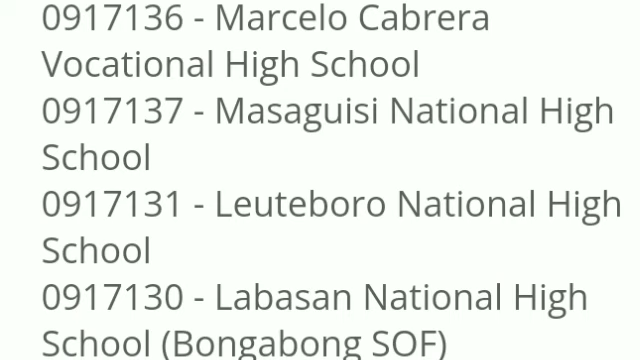 0917136 - Marcelo Cabrera
Vocational High School
0917137 - Masaguisi National High
School
0917131 - Leuteboro National High
School
0917130 - Labasan National High
School (Bongabong SOF)